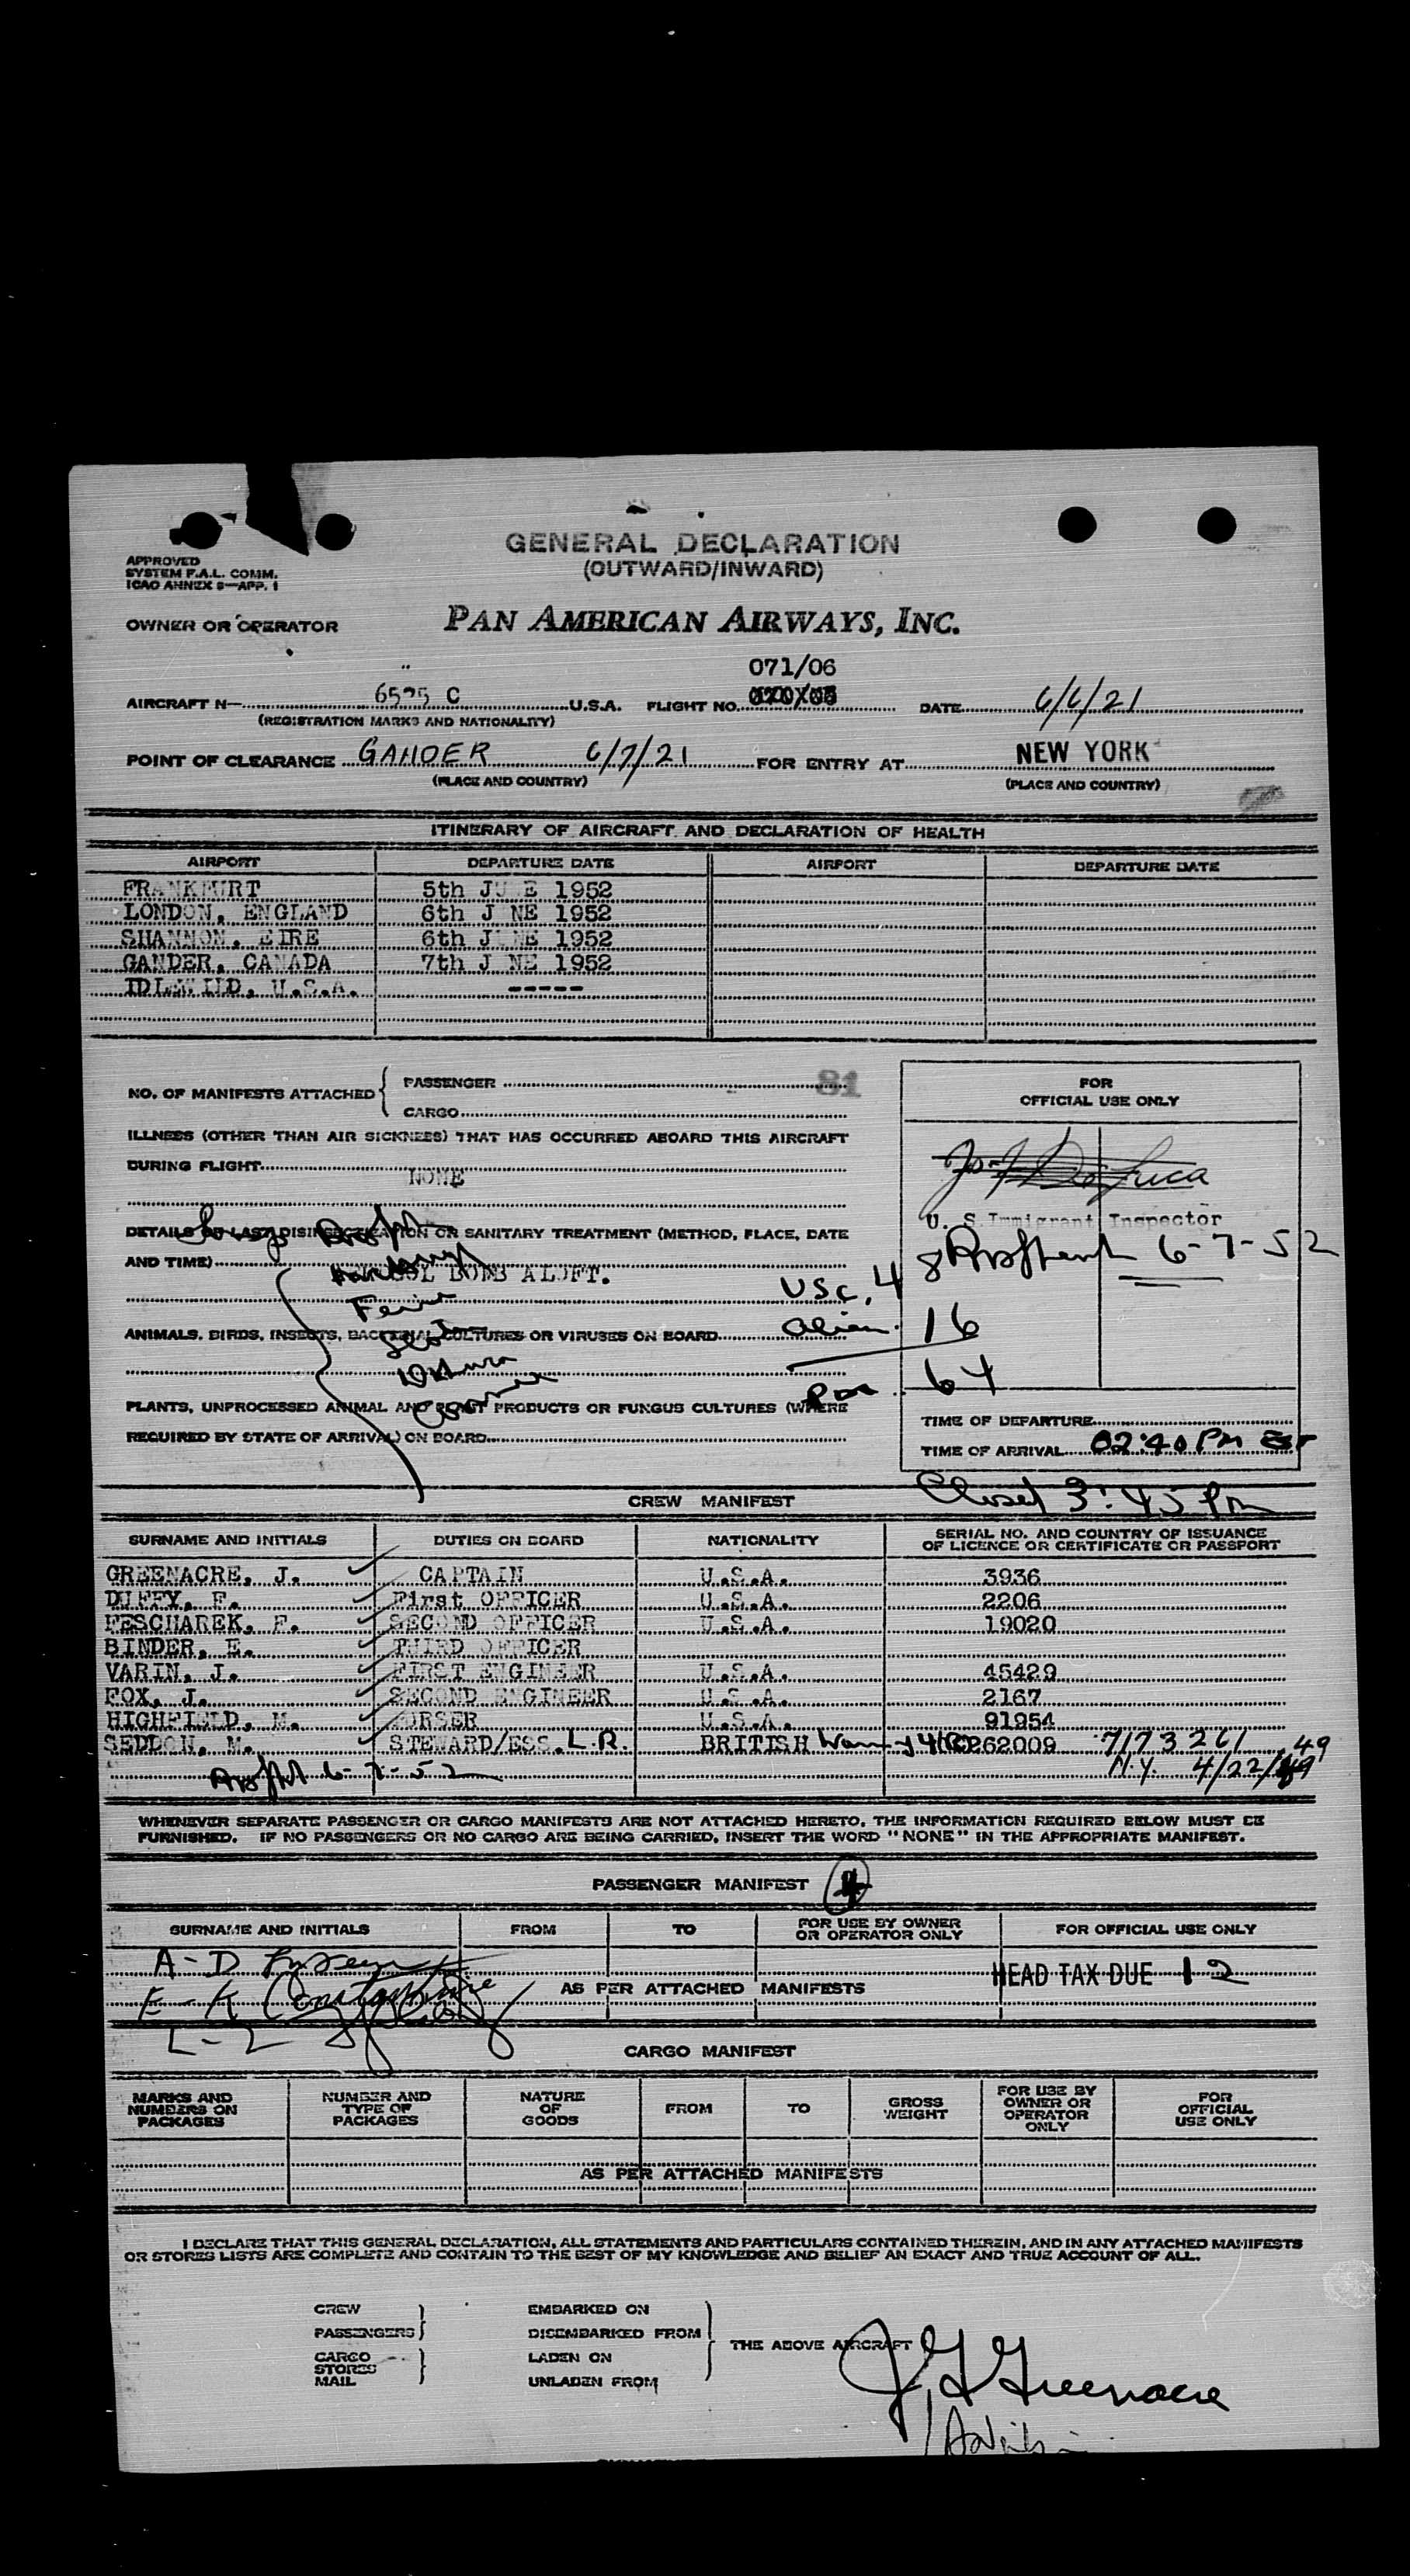 GENERAL DECLARATION
(OUTWARD/INWARD)
APPROVED
SYSTEM F.A.L. COMM.
ICAO ANNEX 9—APP. 1
OWNER OR OPERATOR PAN AMERICAN AIRWAYS, INC.
071/06
AIRCRAFT N— C U.S.A. FLIGHT NO. DATE 6/6/21
(REGISTRATION MARKS AND NATIONALITY)
POINT OF CLEARANCE GANDER 6/7/21 FOR ENTRY AT NEW YORK
(PLACE AND COUNTRY) (PLACE AND COUNTRY)
ITINERARY OF AIRCRAFT AND DECLARATION OF HEALTH
AIRPORT DEPARTURE DATE AIRPORT DEPARTURE DATE
FRANKFURT 5th JU E 1952
LONDON, ENGLAND 6th J NE 1952
SHANNON, EIRE 6th J NE 1952
GANDER, CANADA 7th J NE 1952
IDLEWILD, U.S.A. -----
NO. OF MANIFESTS ATTACHED { PASSENGER 81
CARGO
ILLNESS (OTHER THAN AIR SICKNESS) THAT HAS OCCURRED ABOARD THIS AIRCRAFT
DURING FLIGHT
NONE
DETAILS OF LAST DISINSECTIZATION OR SANITARY TREATMENT (METHOD, PLACE, DATE
AND TIME)
BOMB ALOFT.
ANIMALS, BIRDS, INSECTS, BACTERIAL CULTURES OR VIRUSES ON BOARD
PLANTS, UNPROCESSED ANIMAL AND PLANT PRODUCTS OR FUNGUS CULTURES (WHERE
REQUIRED BY STATE OF ARRIVAL) ON BOARD
FOR
OFFICIAL USE ONLY
U. S. Immigrant Inspector
6-7-52
USC. 4
Alien. 16
64
TIME OF DEPARTURE
TIME OF ARRIVAL 02:40 PM EST
Closed 3:45 Pm
CREW MANIFEST
SURNAME AND INITIALS DUTIES ON BOARD NATIONALITY SERIAL NO. AND COUNTRY OF ISSUANCE
OF LICENCE OR CERTIFICATE OR PASSPORT
GREENACRE, J. CAPTAIN U.S.A. 3936
DUFFY, F. First OFFICER U.S.A. 2206
PESCHAREK, F. SECOND OFFICER U.S.A. 19020
BINDER, E. THIRD OFFICER
VARIN, J. FIRST ENGINEER U.S.A. 45429
FOX, J. SECOND ENGINEER U.S.A. 2167
HIGHFIELD, M. PURSER U.S.A. 91954
SEDDON, M. STEWARD/ESS. L.R. BRITISH 262009 7173261 49
6-7-52 N.Y. 4/22/49
WHENEVER SEPARATE PASSENGER OR CARGO MANIFESTS ARE NOT ATTACHED HERETO, THE INFORMATION REQUIRED BELOW MUST BE
FURNISHED. IF NO PASSENGERS OR NO CARGO ARE BEING CARRIED, INSERT THE WORD "NONE" IN THE APPROPRIATE MANIFEST.
PASSENGER MANIFEST
SURNAME AND INITIALS FROM TO FOR USE BY OWNER
OR OPERATOR ONLY FOR OFFICIAL USE ONLY
A-D
HEAD TAX DUE 12
E-K
AS PER ATTACHED MANIFESTS
L-Z
CARGO MANIFEST
MARKS AND
NUMBERS ON
PACKAGES NUMBER AND
TYPE OF
PACKAGES NATURE
OF
GOODS FROM TO GROSS
WEIGHT FOR USE BY
OWNER OR
OPERATOR
ONLY FOR
OFFICIAL
USE ONLY
AS PER ATTACHED MANIFESTS
I DECLARE THAT THIS GENERAL DECLARATION, ALL STATEMENTS AND PARTICULARS CONTAINED THEREIN, AND IN ANY ATTACHED MANIFESTS
OR STORES LISTS ARE COMPLETE AND CONTAIN TO THE BEST OF MY KNOWLEDGE AND BELIEF AN EXACT AND TRUE ACCOUNT OF ALL.
CREW EMBARKED ON
PASSENGERS DISEMBARKED FROM
THE ABOVE AIRCRAFT
CARGO LADEN ON
STORES
MAIL UNLADEN FROM
J G Greenacre